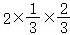 2 × 1/3 × 2/3